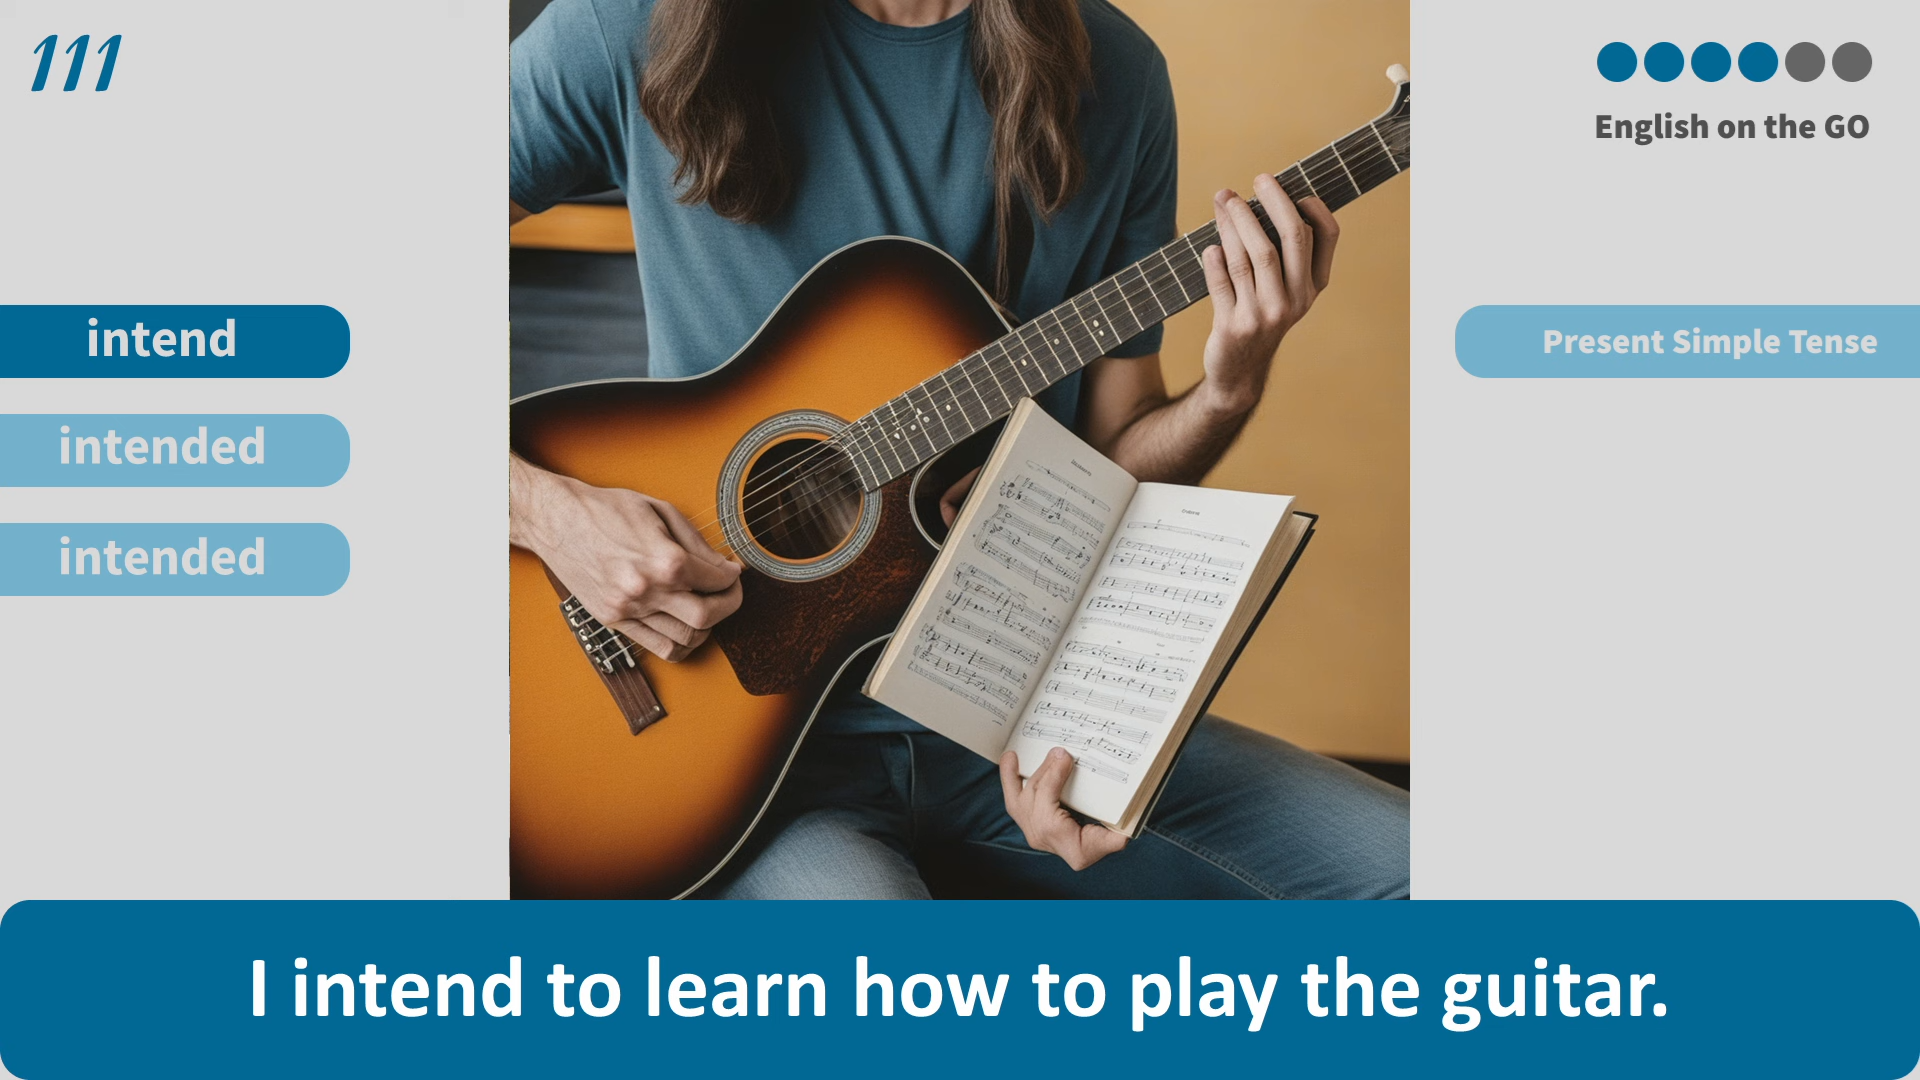 111
English on the GO
intend
Present Simple Tense
intended
intended
I intend to learn how to play the guitar.